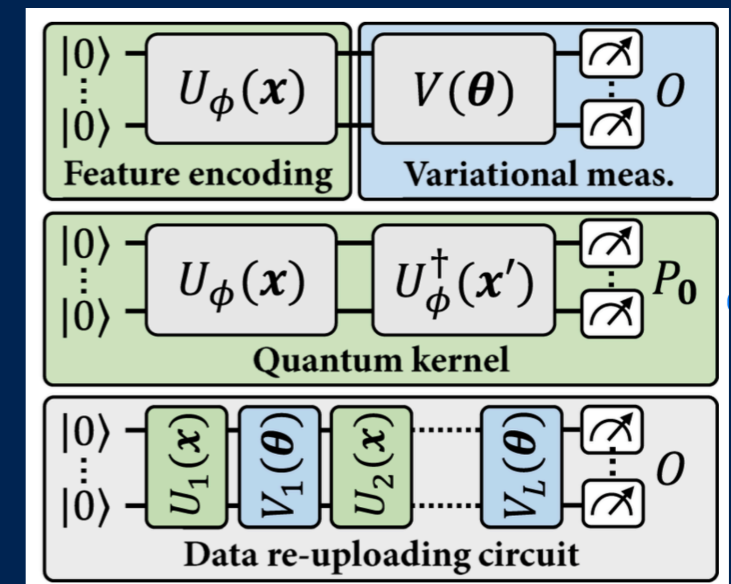 |0⟩ U_ϕ(𝒙) V(𝜽)
⋮ ⋮ O
|0⟩
Feature encoding Variational meas.
|0⟩ U_ϕ(𝒙) U_ϕ^†(𝒙′)
⋮ ⋮ P_𝟎
|0⟩
Quantum kernel
|0⟩ U_1(𝒙) V_1(𝜽) U_2(𝒙) V_L(𝜽)
⋮ ⋮ O
|0⟩
Data re-uploading circuit